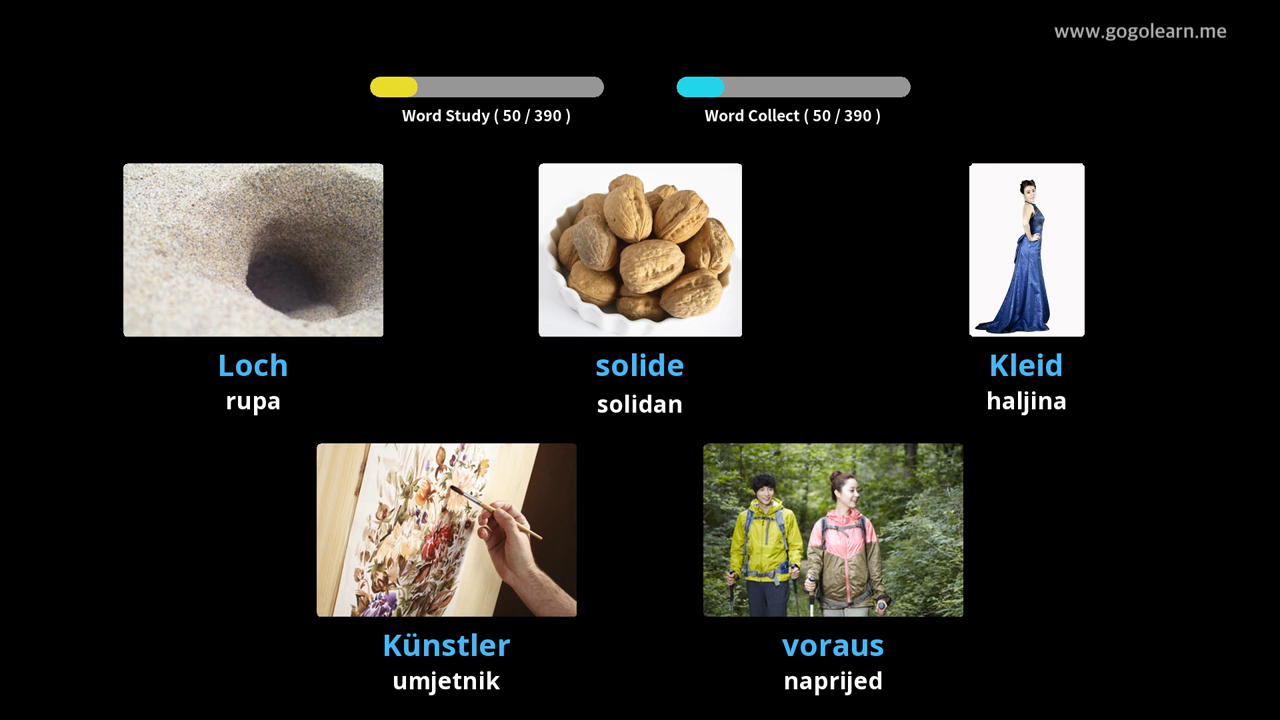 www.gogolearn.me
Word Study ( 50 / 390 )
Word Collect ( 50 / 390 )
Loch
rupa
solide
solidan
Kleid
haljina
Künstler
umjetnik
voraus
naprijed